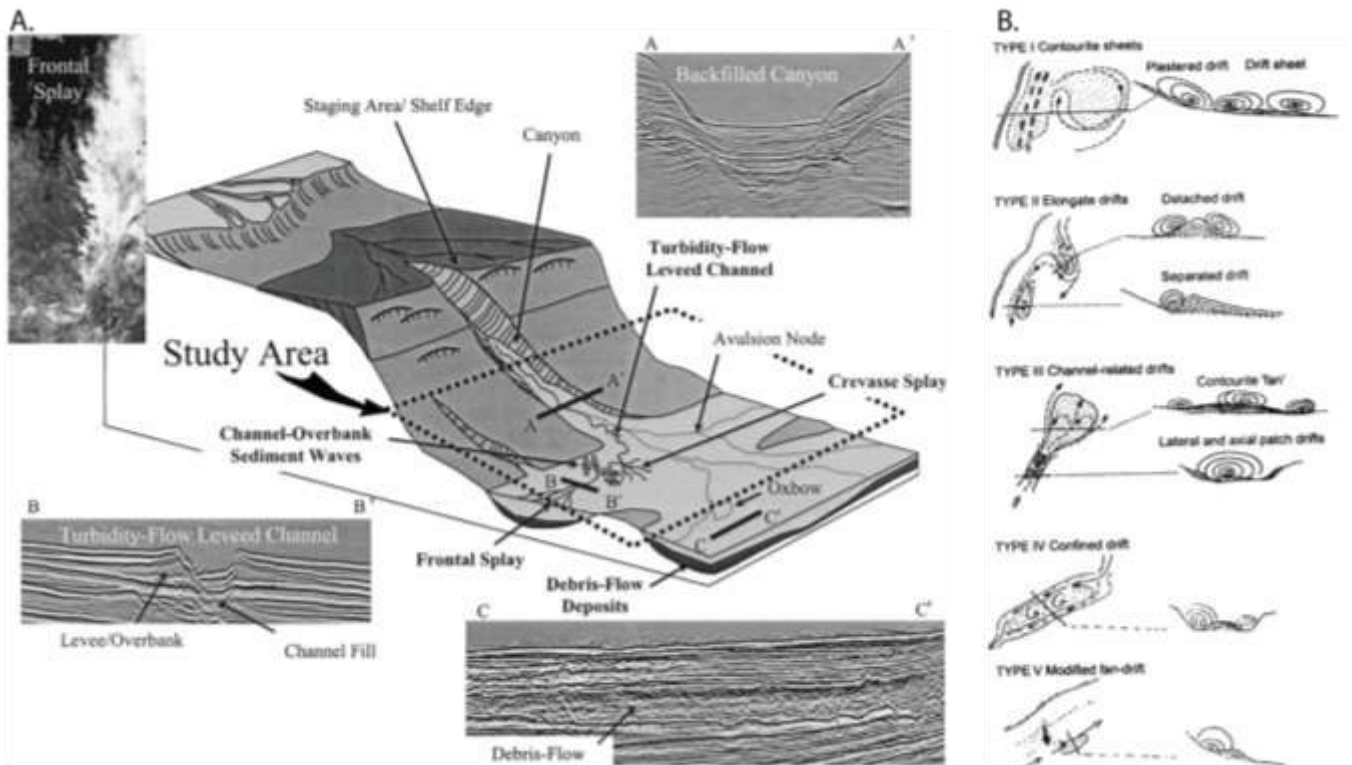 A.
Frontal
Splay
Staging Area/ Shelf Edge
Canyon
A
A'
Backfilled Canyon
Turbidity-Flow
Leveed Channel
Avulsion Node
Study Area
Crevasse Splay
A'
A
Channel-Overbank
Sediment Waves
B
B'
Oxbow
C'
C
Frontal Splay
Debris-Flow
Deposits
B
B'
Turbidity-Flow Leveed Channel
Levee/Overbank
Channel Fill
C
C'
Debris-Flow
B.
TYPE I Contourite sheets
Plastered drift
Drift sheet
TYPE II Elongate drifts
Detached drift
Separated drift
TYPE III Channel-related drifts
Contourite 'fan'
Lateral and axial patch drifts
TYPE IV Confined drift
TYPE V Modified fan-drift